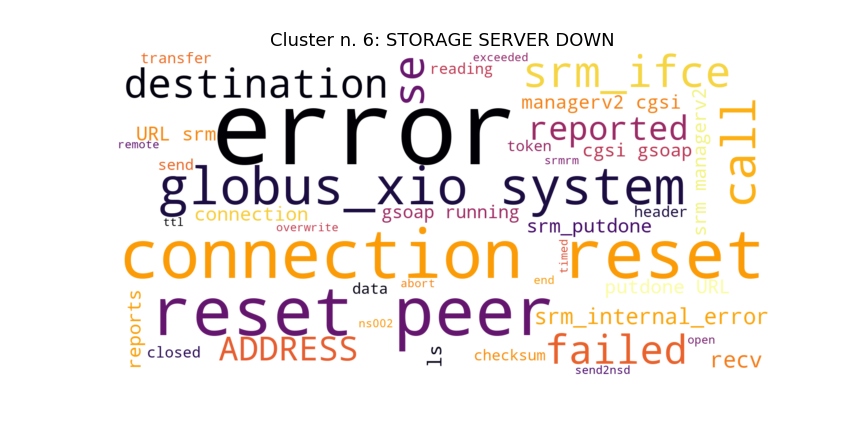 Cluster n. 6: STORAGE SERVER DOWN
transfer
exceeded
destination
se
reading
srm_ifce
managerv2 cgsi
call
error
URL srm
reported
srm managerv2
remote
token
cgsi gsoap
send
srmrm
globus_xio system
ttl
connection
gsoap running
header
overwrite
srm_putdone
connection reset
timed
reset peer
data
abort
end
putdone URL
reports
ns002
srm_internal_error
closed
ADDRESS
ls
checksum
failed
open
recv
send2nsd